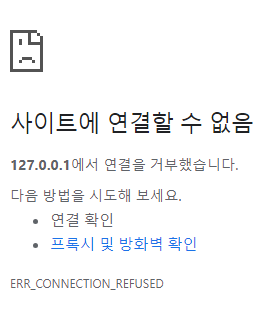 사이트에 연결할 수 없음
127.0.0.1에서 연결을 거부했습니다.
다음 방법을 시도해 보세요.
• 연결 확인
• 프록시 및 방화벽 확인
ERR_CONNECTION_REFUSED